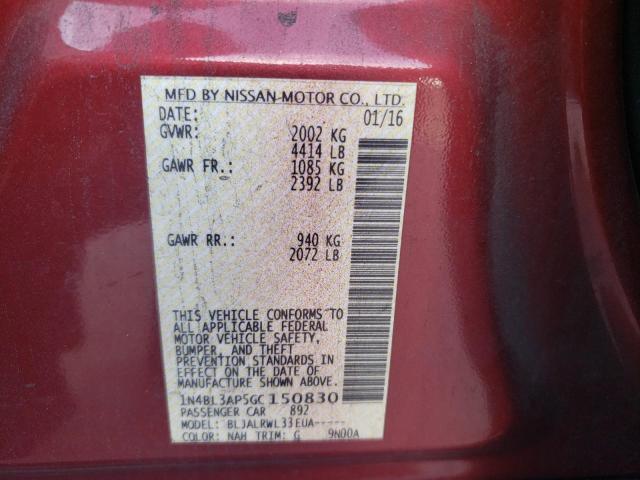 MFD BY NISSAN MOTOR CO., LTD.
DATE: 01/16
GVWR: 2002 KG
4414 LB
GAWR FR.: 1085 KG
2392 LB
GAWR RR.: 940 KG
2072 LB
THIS VEHICLE CONFORMS TO
ALL APPLICABLE FEDERAL
MOTOR VEHICLE SAFETY,
BUMPER, AND THEFT
PREVENTION STANDARDS IN
EFFECT ON THE DATE OF
MANUFACTURE SHOWN ABOVE.
1N4BL3AP5GC150830
PASSENGER CAR 892
MODEL: BLJALRWL33EUA-----
COLOR: NAH TRIM: G 9N00A